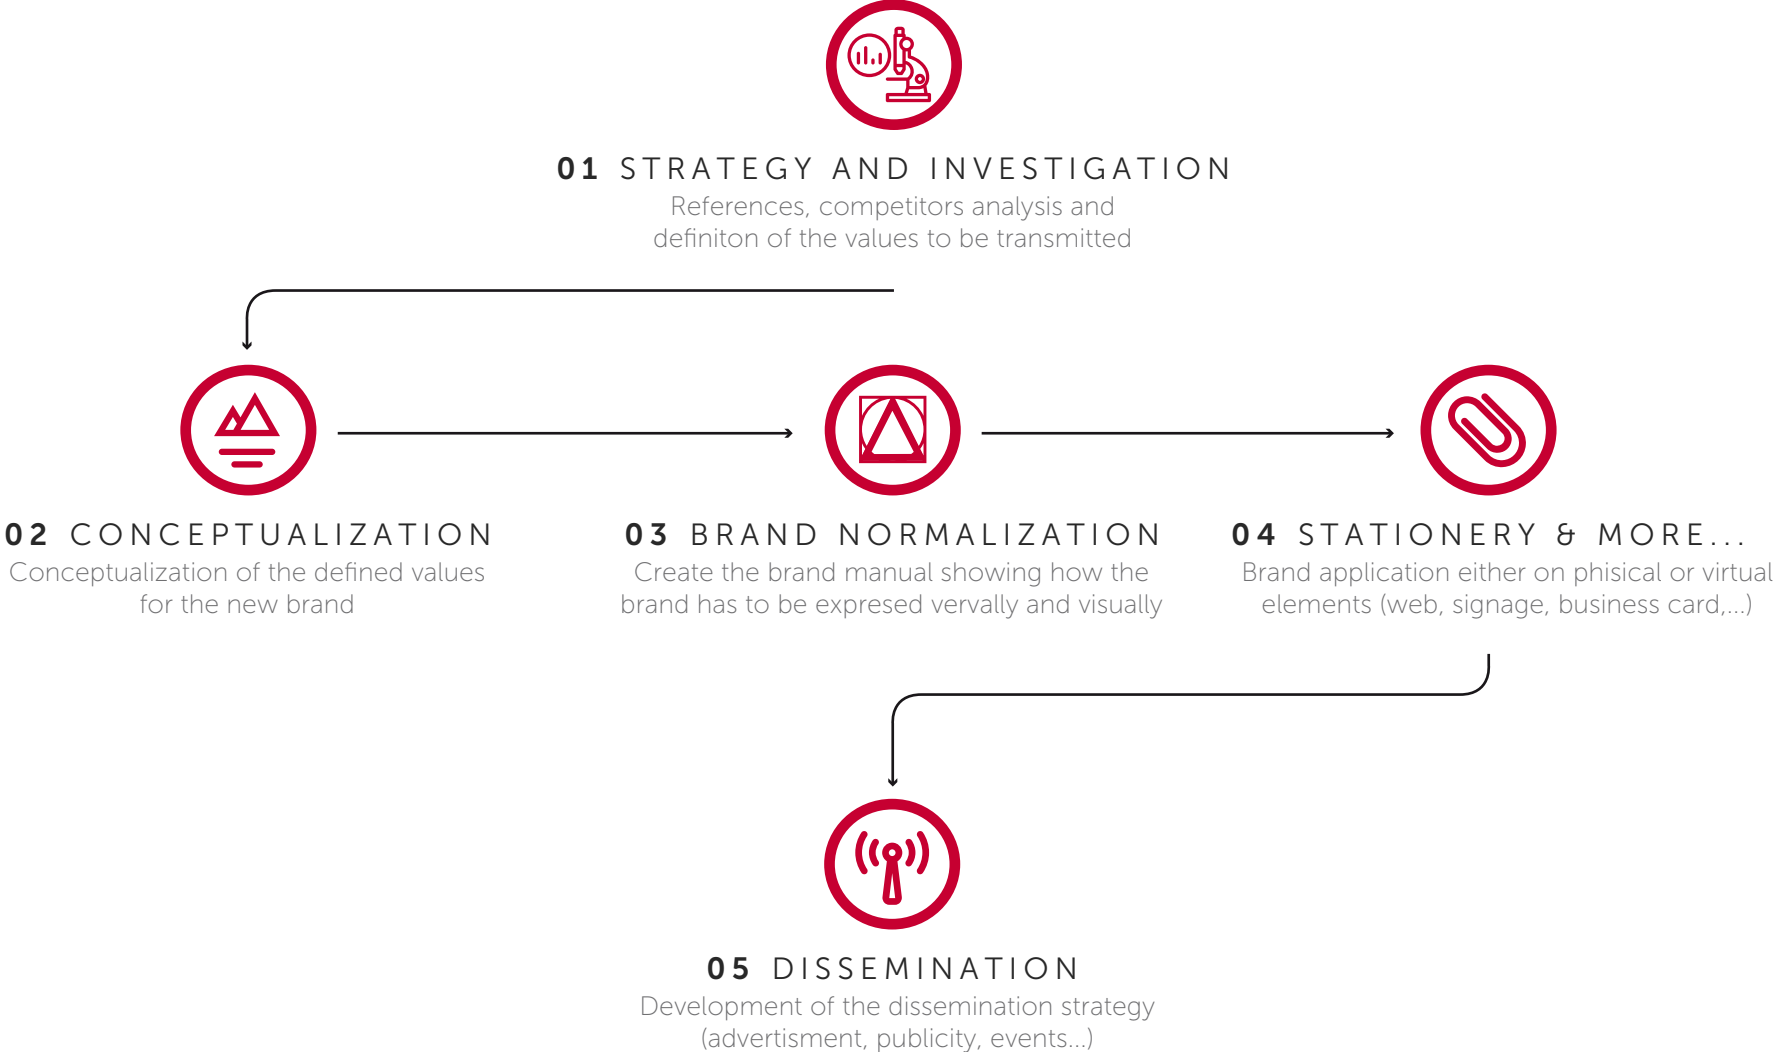 01 STRATEGY AND INVESTIGATION
References, competitors analysis and
definiton of the values to be transmitted
02 CONCEPTUALIZATION
Conceptualization of the defined values
for the new brand
03 BRAND NORMALIZATION
Create the brand manual showing how the
brand has to be expresed vervally and visually
04 STATIONERY & MORE...
Brand application either on phisical or virtual
elements (web, signage, business card,...)
05 DISSEMINATION
Development of the dissemination strategy
(advertisment, publicity, events...)